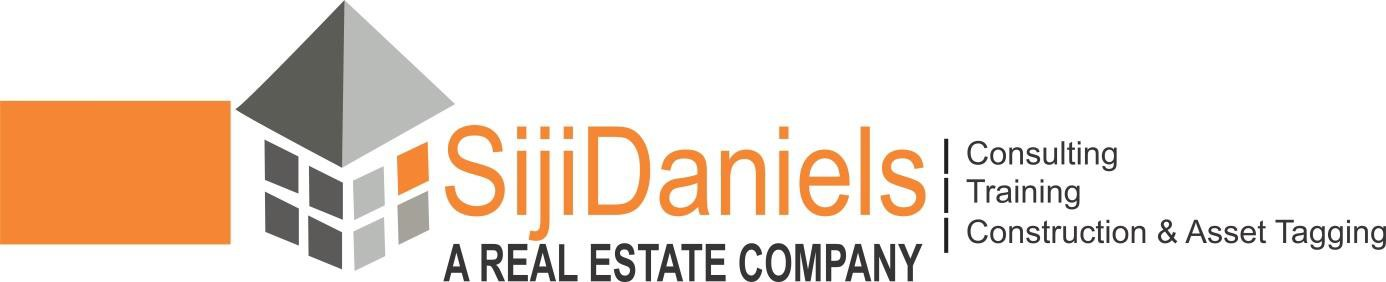 SijiDaniels
A REAL ESTATE COMPANY
| Consulting
| Training
| Construction & Asset Tagging